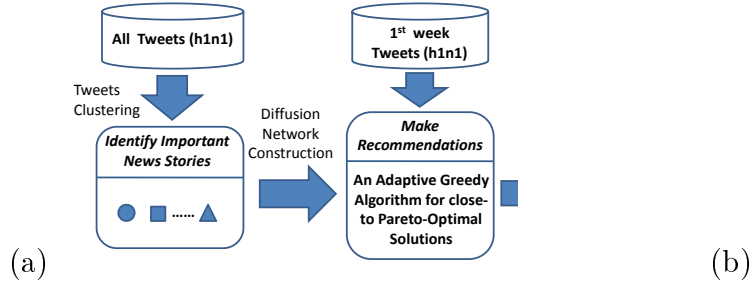 All Tweets (h1n1)
1st week
Tweets (h1n1)
Tweets
Clustering
Identify Important
News Stories
......
Diffusion
Network
Construction
Make
Recommendations
An Adaptive Greedy
Algorithm for close-
to Pareto-Optimal
Solutions
(a)
(b)